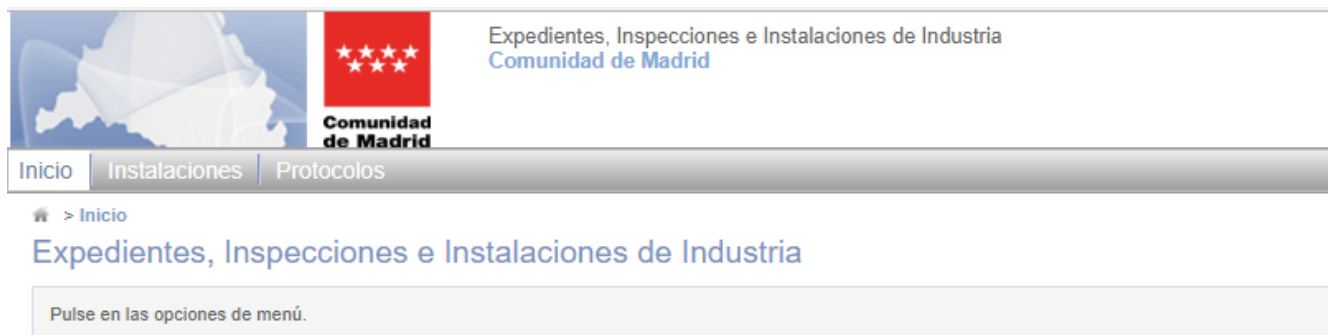 Expedientes, Inspecciones e Instalaciones de Industria
Comunidad de Madrid
Comunidad
de Madrid
Inicio Instalaciones Protocolos
> Inicio
Expedientes, Inspecciones e Instalaciones de Industria
Pulse en las opciones de menú.